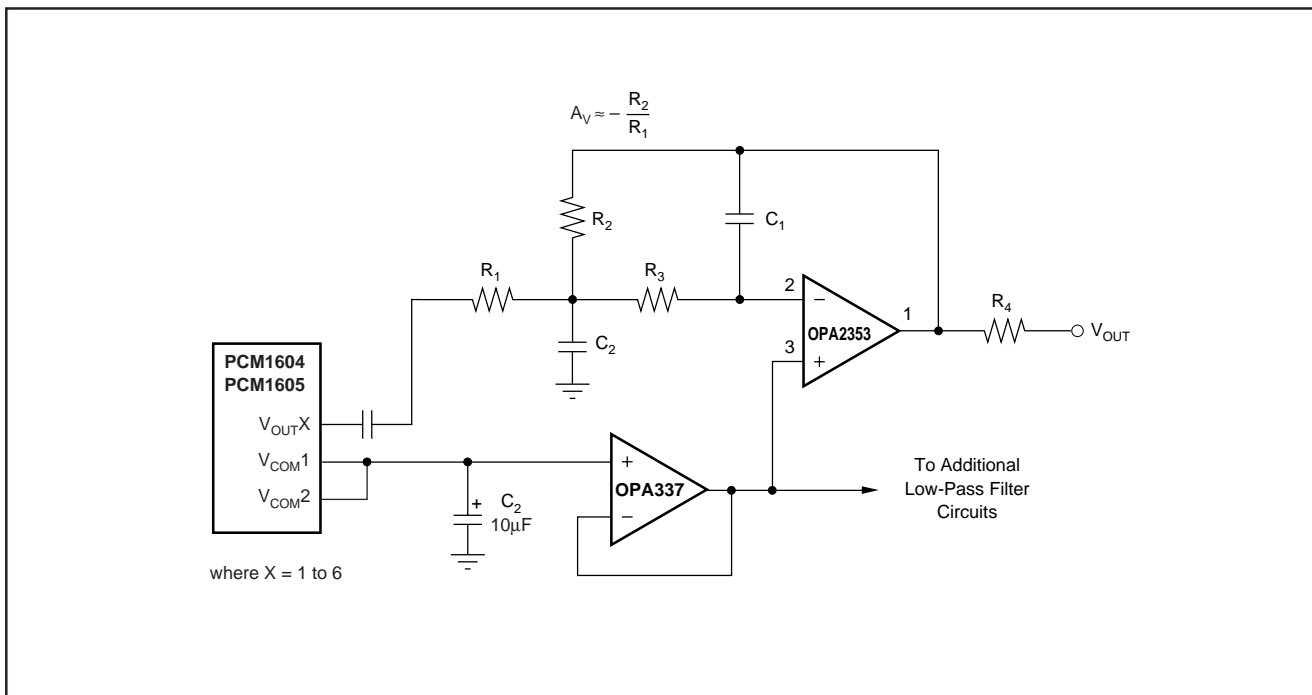 A_V ≈ − R_2/R_1
R_2
C_1
R_1
R_3
2
−
OPA2353
1
3
+
R_4
V_OUT
C_2
PCM1604
PCM1605
V_OUTX
V_COM1
V_COM2
+
OPA337
−
To Additional
Low-Pass Filter
Circuits
+
C_2
10μF
where X = 1 to 6